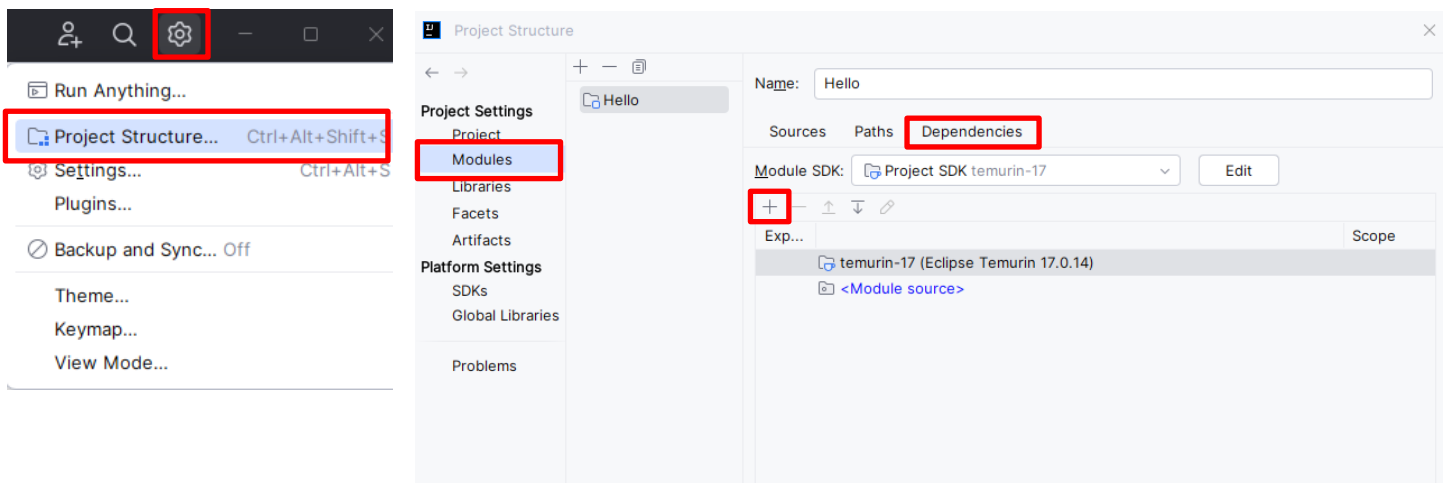 Run Anything...
Project Structure... Ctrl+Alt+Shift+S
Settings... Ctrl+Alt+S
Plugins...
Backup and Sync... Off
Theme...
Keymap...
View Mode...
IJ Project Structure
Project Settings
Project
Modules
Libraries
Facets
Artifacts
Platform Settings
SDKs
Global Libraries
Problems
Hello
Name: Hello
Sources Paths Dependencies
Module SDK: Project SDK temurin-17 Edit
Exp... Scope
temurin-17 (Eclipse Temurin 17.0.14)
<Module source>